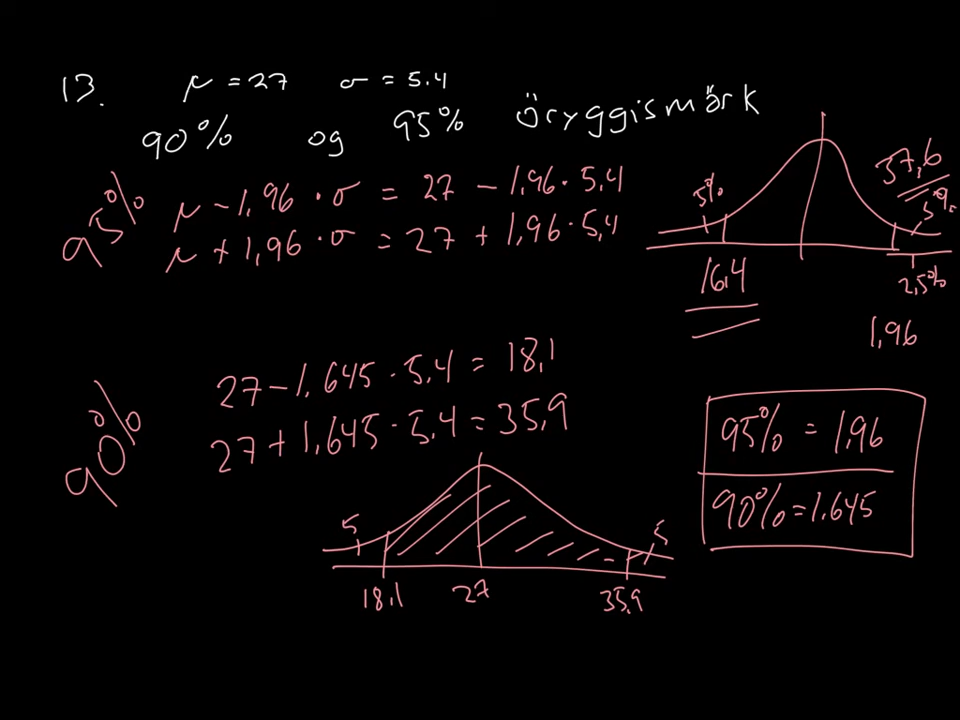 13. μ = 27 σ = 5.4
90% og 95% öryggismörk
95%
μ - 1,96 · σ = 27 - 1,96 · 5.4
μ + 1,96 · σ = 27 + 1,96 · 5,4
5%
37,6
16,4
2,5%
1,96
90%
27 - 1.645 · 5.4 = 18,1
27 + 1.645 · 5.4 = 35,9
95% = 1,96
90% = 1.645
5 5
18,1 27 35,9